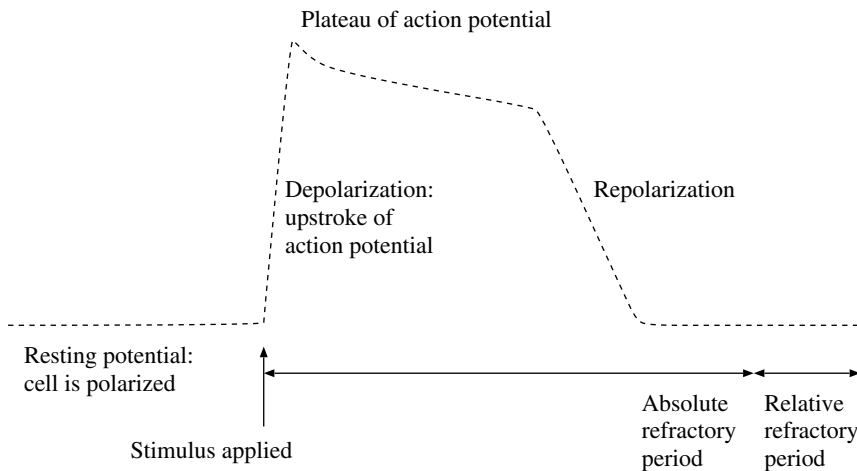 Plateau of action potential
Depolarization:
upstroke of
action potential
Repolarization
Resting potential:
cell is polarized
Stimulus applied
Absolute
refractory
period
Relative
refractory
period